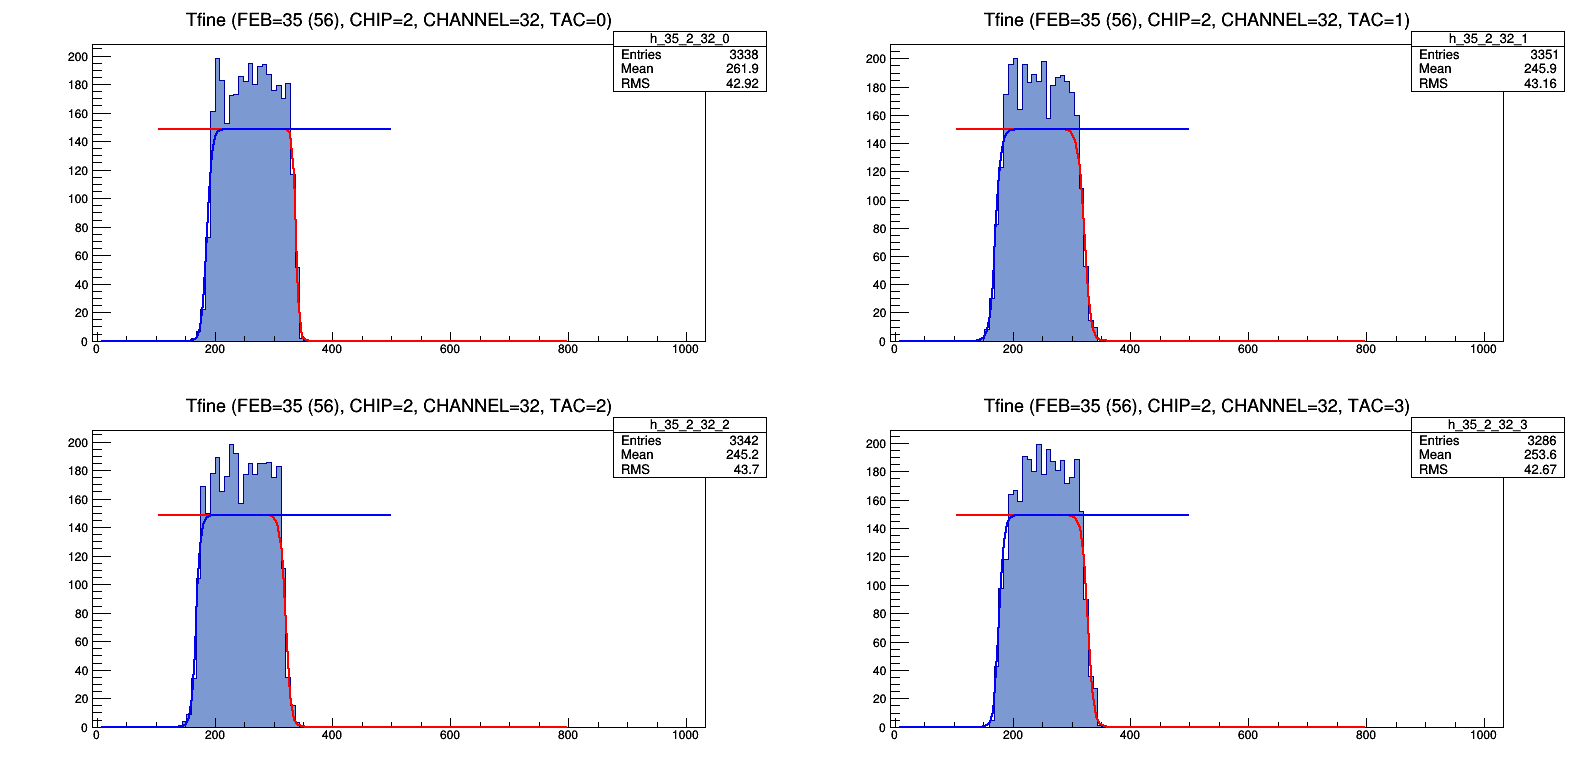 Tfine (FEB=35 (56), CHIP=2, CHANNEL=32, TAC=0)
h_35_2_32_0
Entries 3338
Mean 261.9
RMS 42.92
200
180
160
140
120
100
80
60
40
20
0
0 200 400 600 800 1000
Tfine (FEB=35 (56), CHIP=2, CHANNEL=32, TAC=1)
h_35_2_32_1
Entries 3351
Mean 245.9
RMS 43.16
200
180
160
140
120
100
80
60
40
20
0
0 200 400 600 800 1000
Tfine (FEB=35 (56), CHIP=2, CHANNEL=32, TAC=2)
h_35_2_32_2
Entries 3342
Mean 245.2
RMS 43.7
200
180
160
140
120
100
80
60
40
20
0
0 200 400 600 800 1000
Tfine (FEB=35 (56), CHIP=2, CHANNEL=32, TAC=3)
h_35_2_32_3
Entries 3286
Mean 253.6
RMS 42.67
200
180
160
140
120
100
80
60
40
20
0
0 200 400 600 800 1000